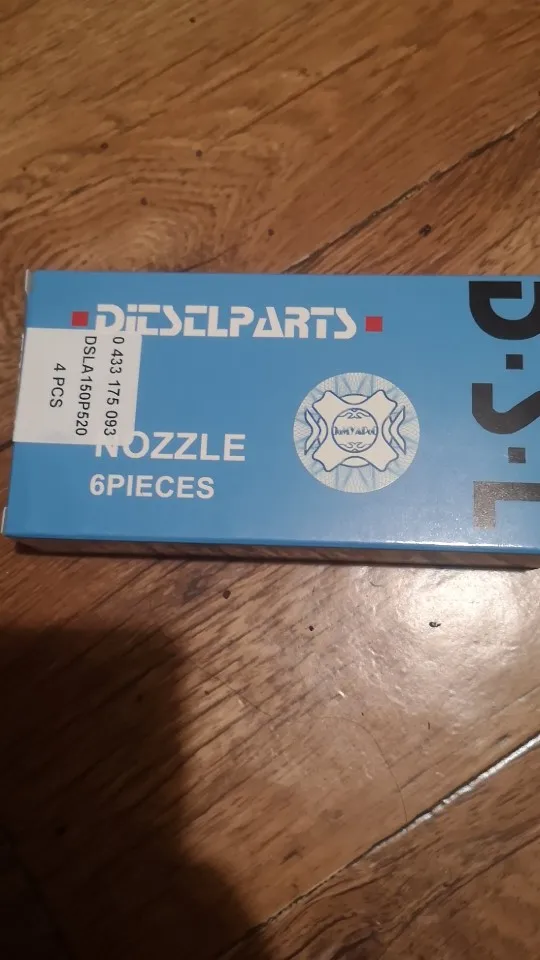 DIESELPARTS
0 433 175 093
DSLA150P520
4 PCS
NOZZLE
6PIECES
D.S.L